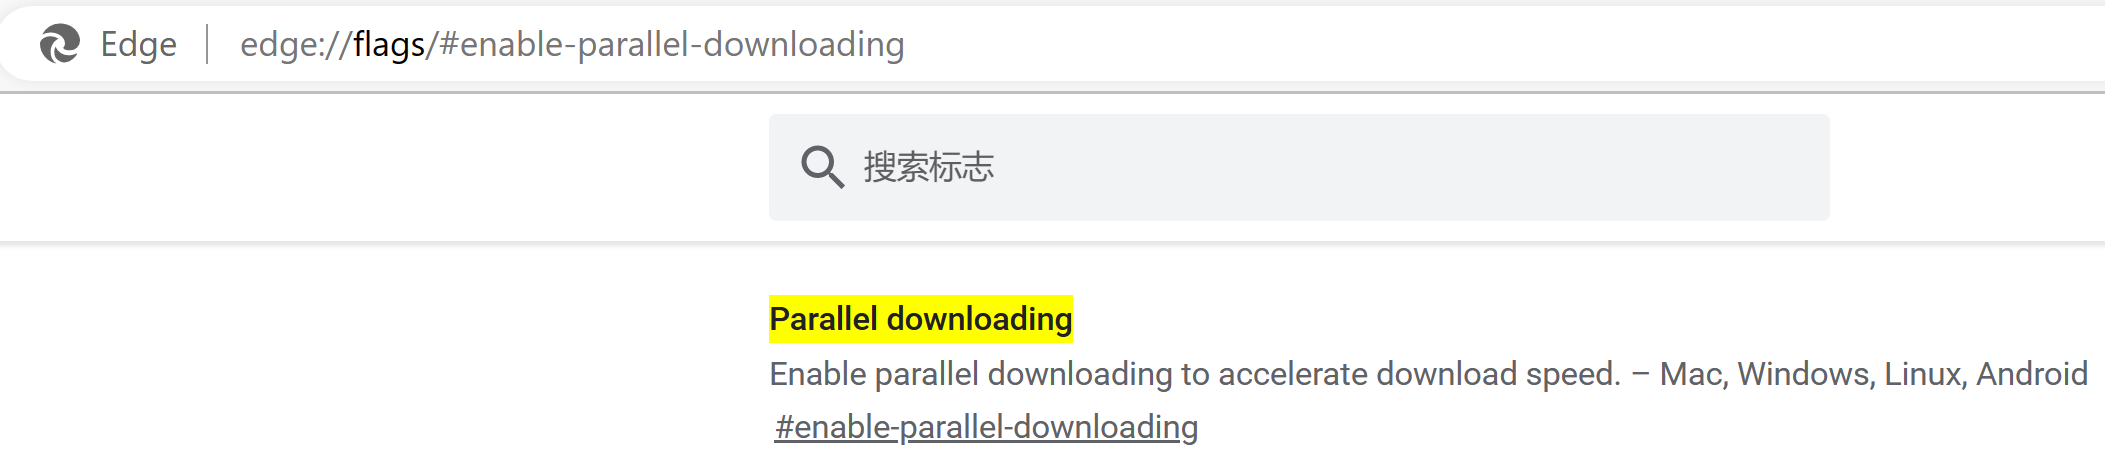 Edge edge://flags/#enable-parallel-downloading
搜索标志
Parallel downloading
Enable parallel downloading to accelerate download speed. – Mac, Windows, Linux, Android
#enable-parallel-downloading